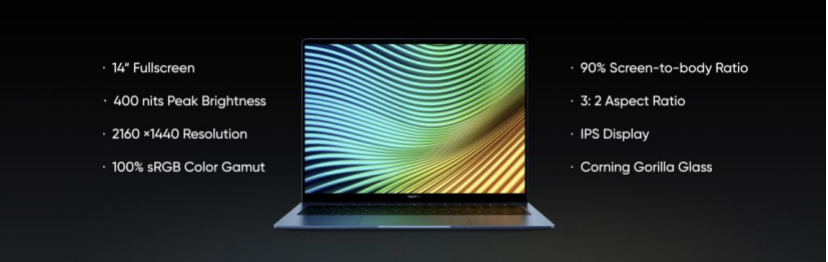 · 14" Fullscreen
· 400 nits Peak Brightness
· 2160 ×1440 Resolution
· 100% sRGB Color Gamut
· 90% Screen-to-body Ratio
· 3: 2 Aspect Ratio
· IPS Display
· Corning Gorilla Glass